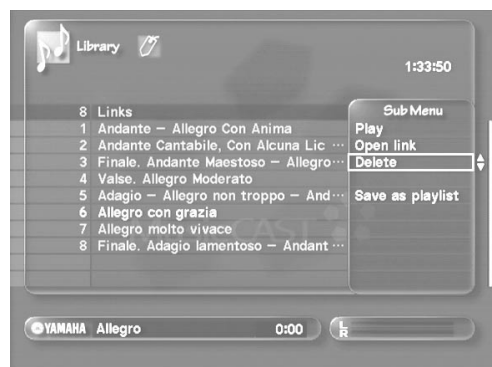 Library
1:33:50
8 Links
1 Andante – Allegro Con Anima
2 Andante Cantabile, Con Alcuna Lic ···
3 Finale. Andante Maestoso – Allegro···
4 Valse. Allegro Moderato
5 Adagio – Allegro non troppo – And···
6 Allegro con grazia
7 Allegro molto vivace
8 Finale. Adagio lamentoso – Andant ···
Sub Menu
Play
Open link
Delete
Save as playlist
CAST
YAMAHA Allegro 0:00
L
R